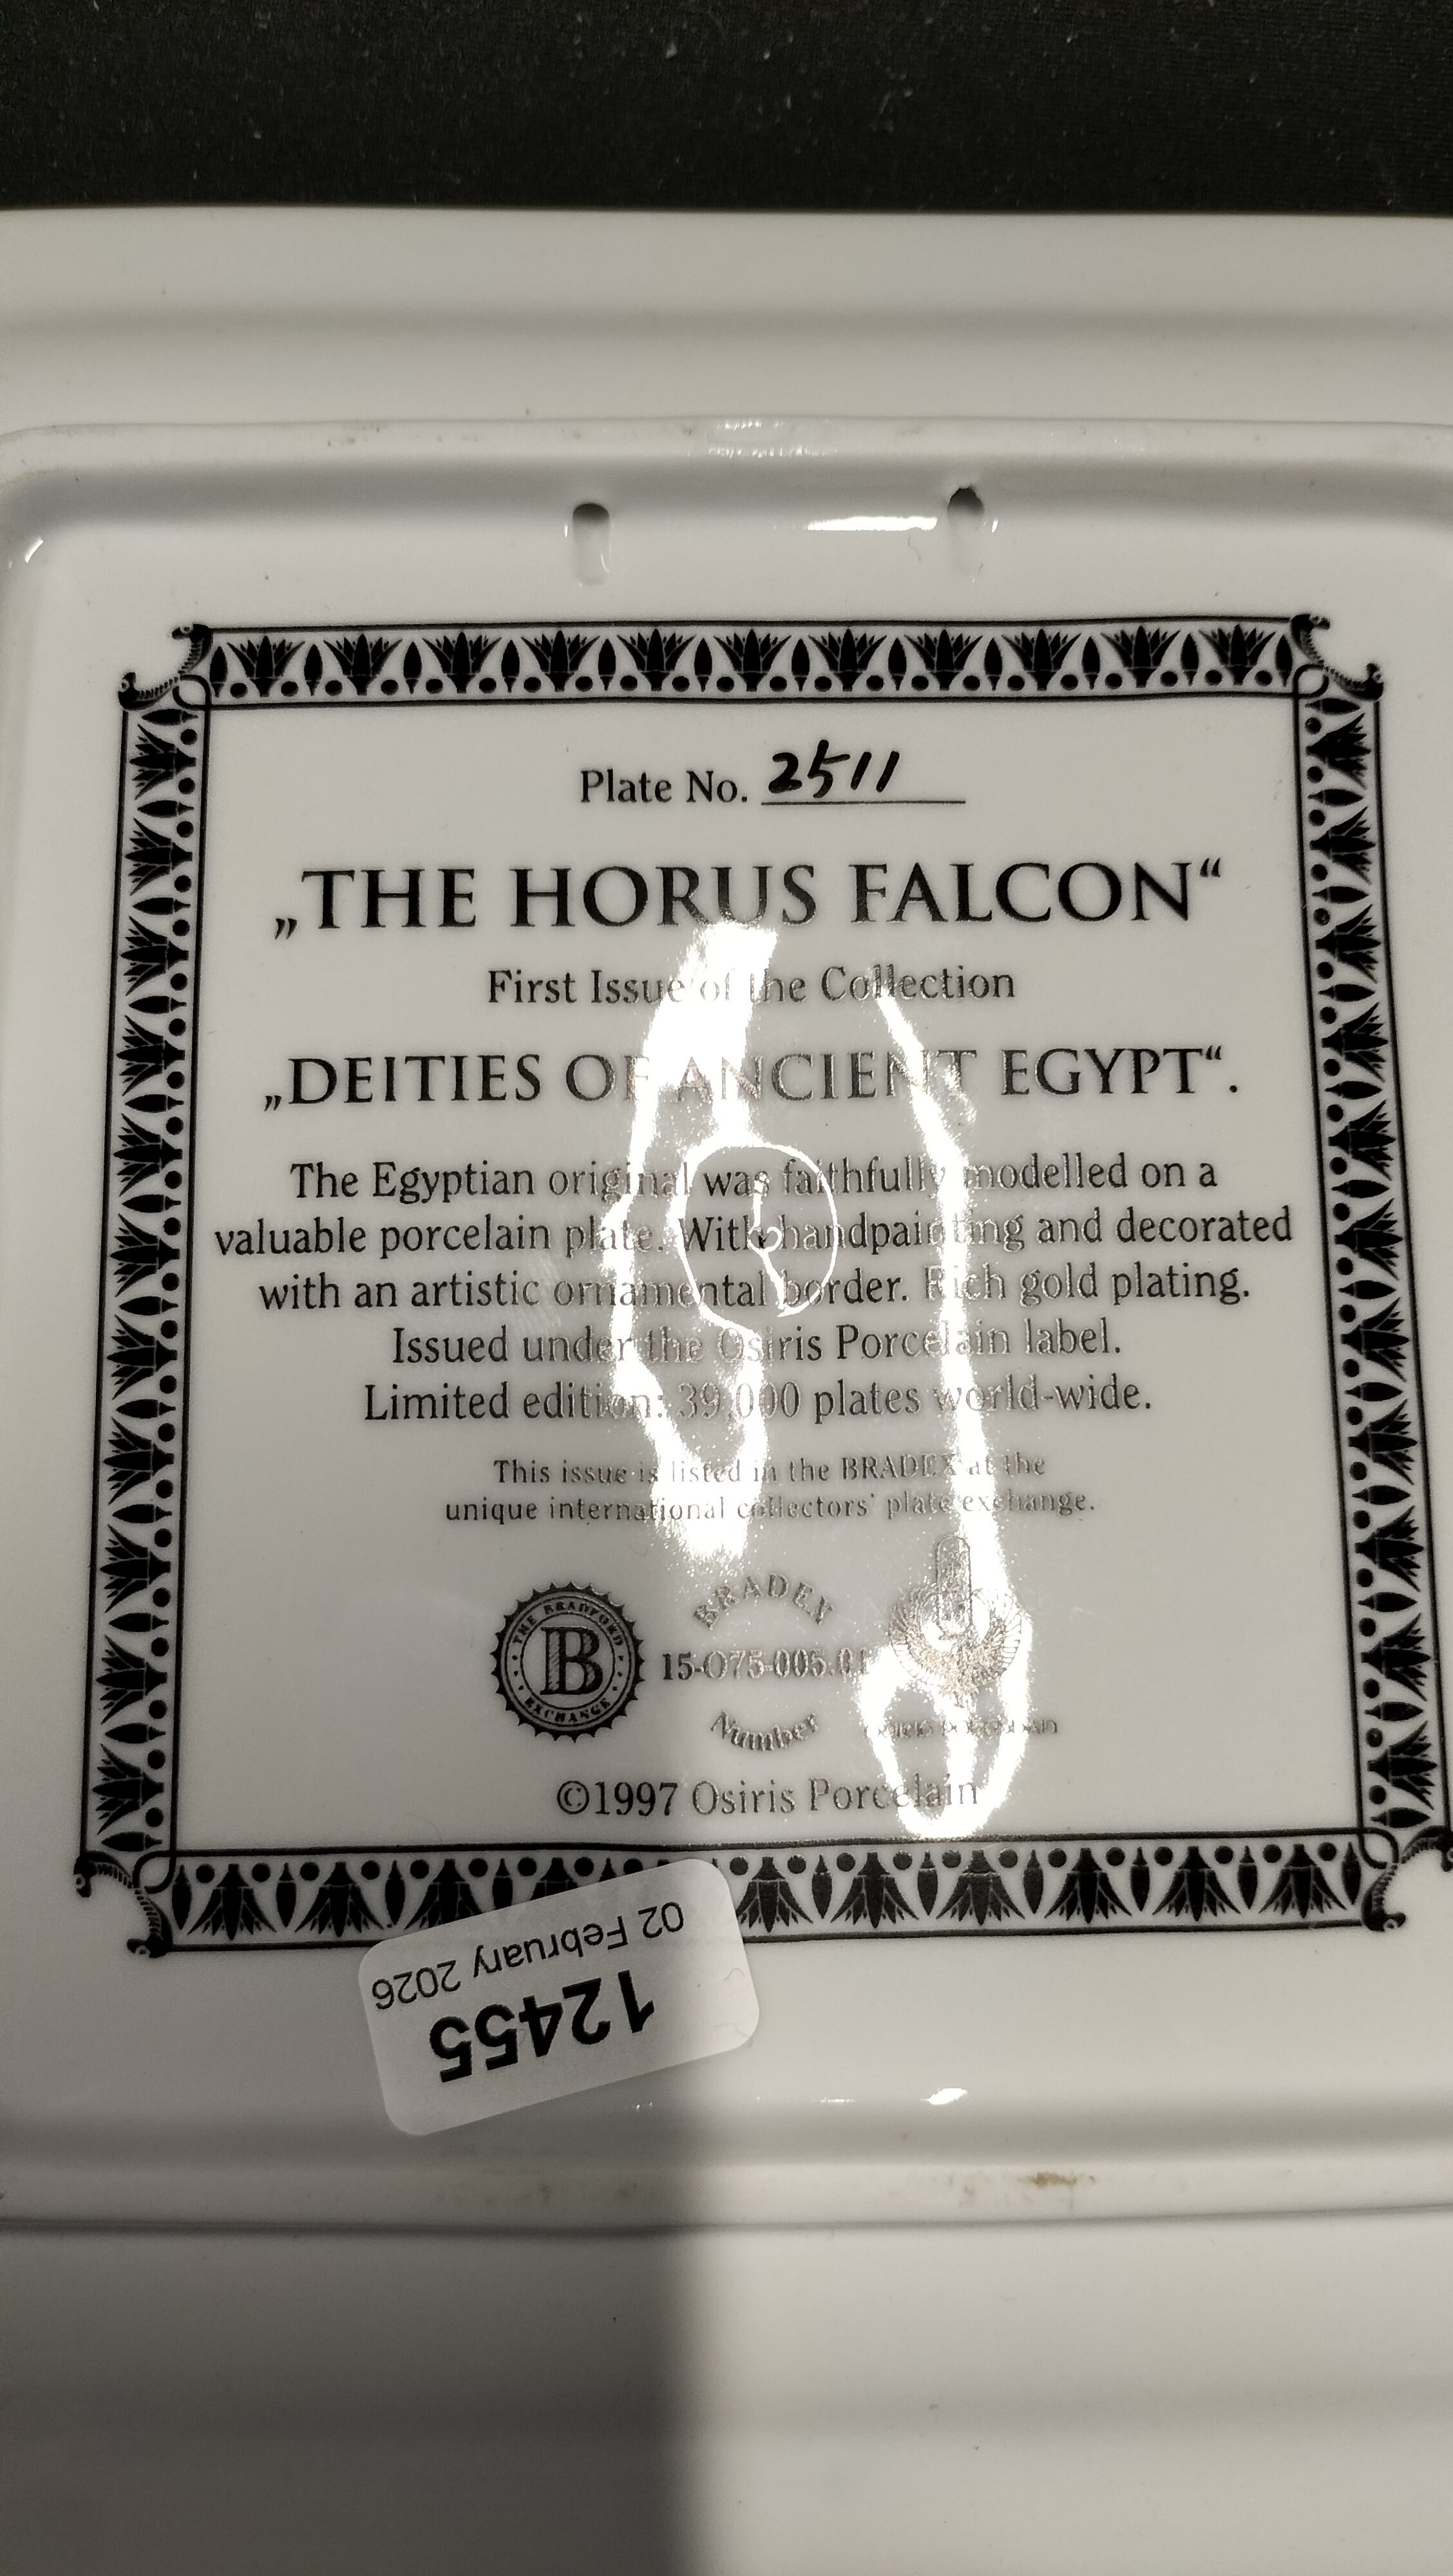 Plate No. 2511
„THE HORUS FALCON“
First Issue of the Collection
„DEITIES OF ANCIENT EGYPT“.
The Egyptian original was faithfully modelled on a
valuable porcelain plate. With handpainting and decorated
with an artistic ornamental border. Rich gold plating.
Issued under the Osiris Porcelain label.
Limited edition: 39,000 plates world-wide.
This issue is listed in the BRADEX at the
unique international collectors' plate exchange.
THE BRADFORD
B
EXCHANGE
BRADEX
15-O75-005.01
Number
OSIRIS PORCELAIN
©1997 Osiris Porcelain
02 February 2026
12455